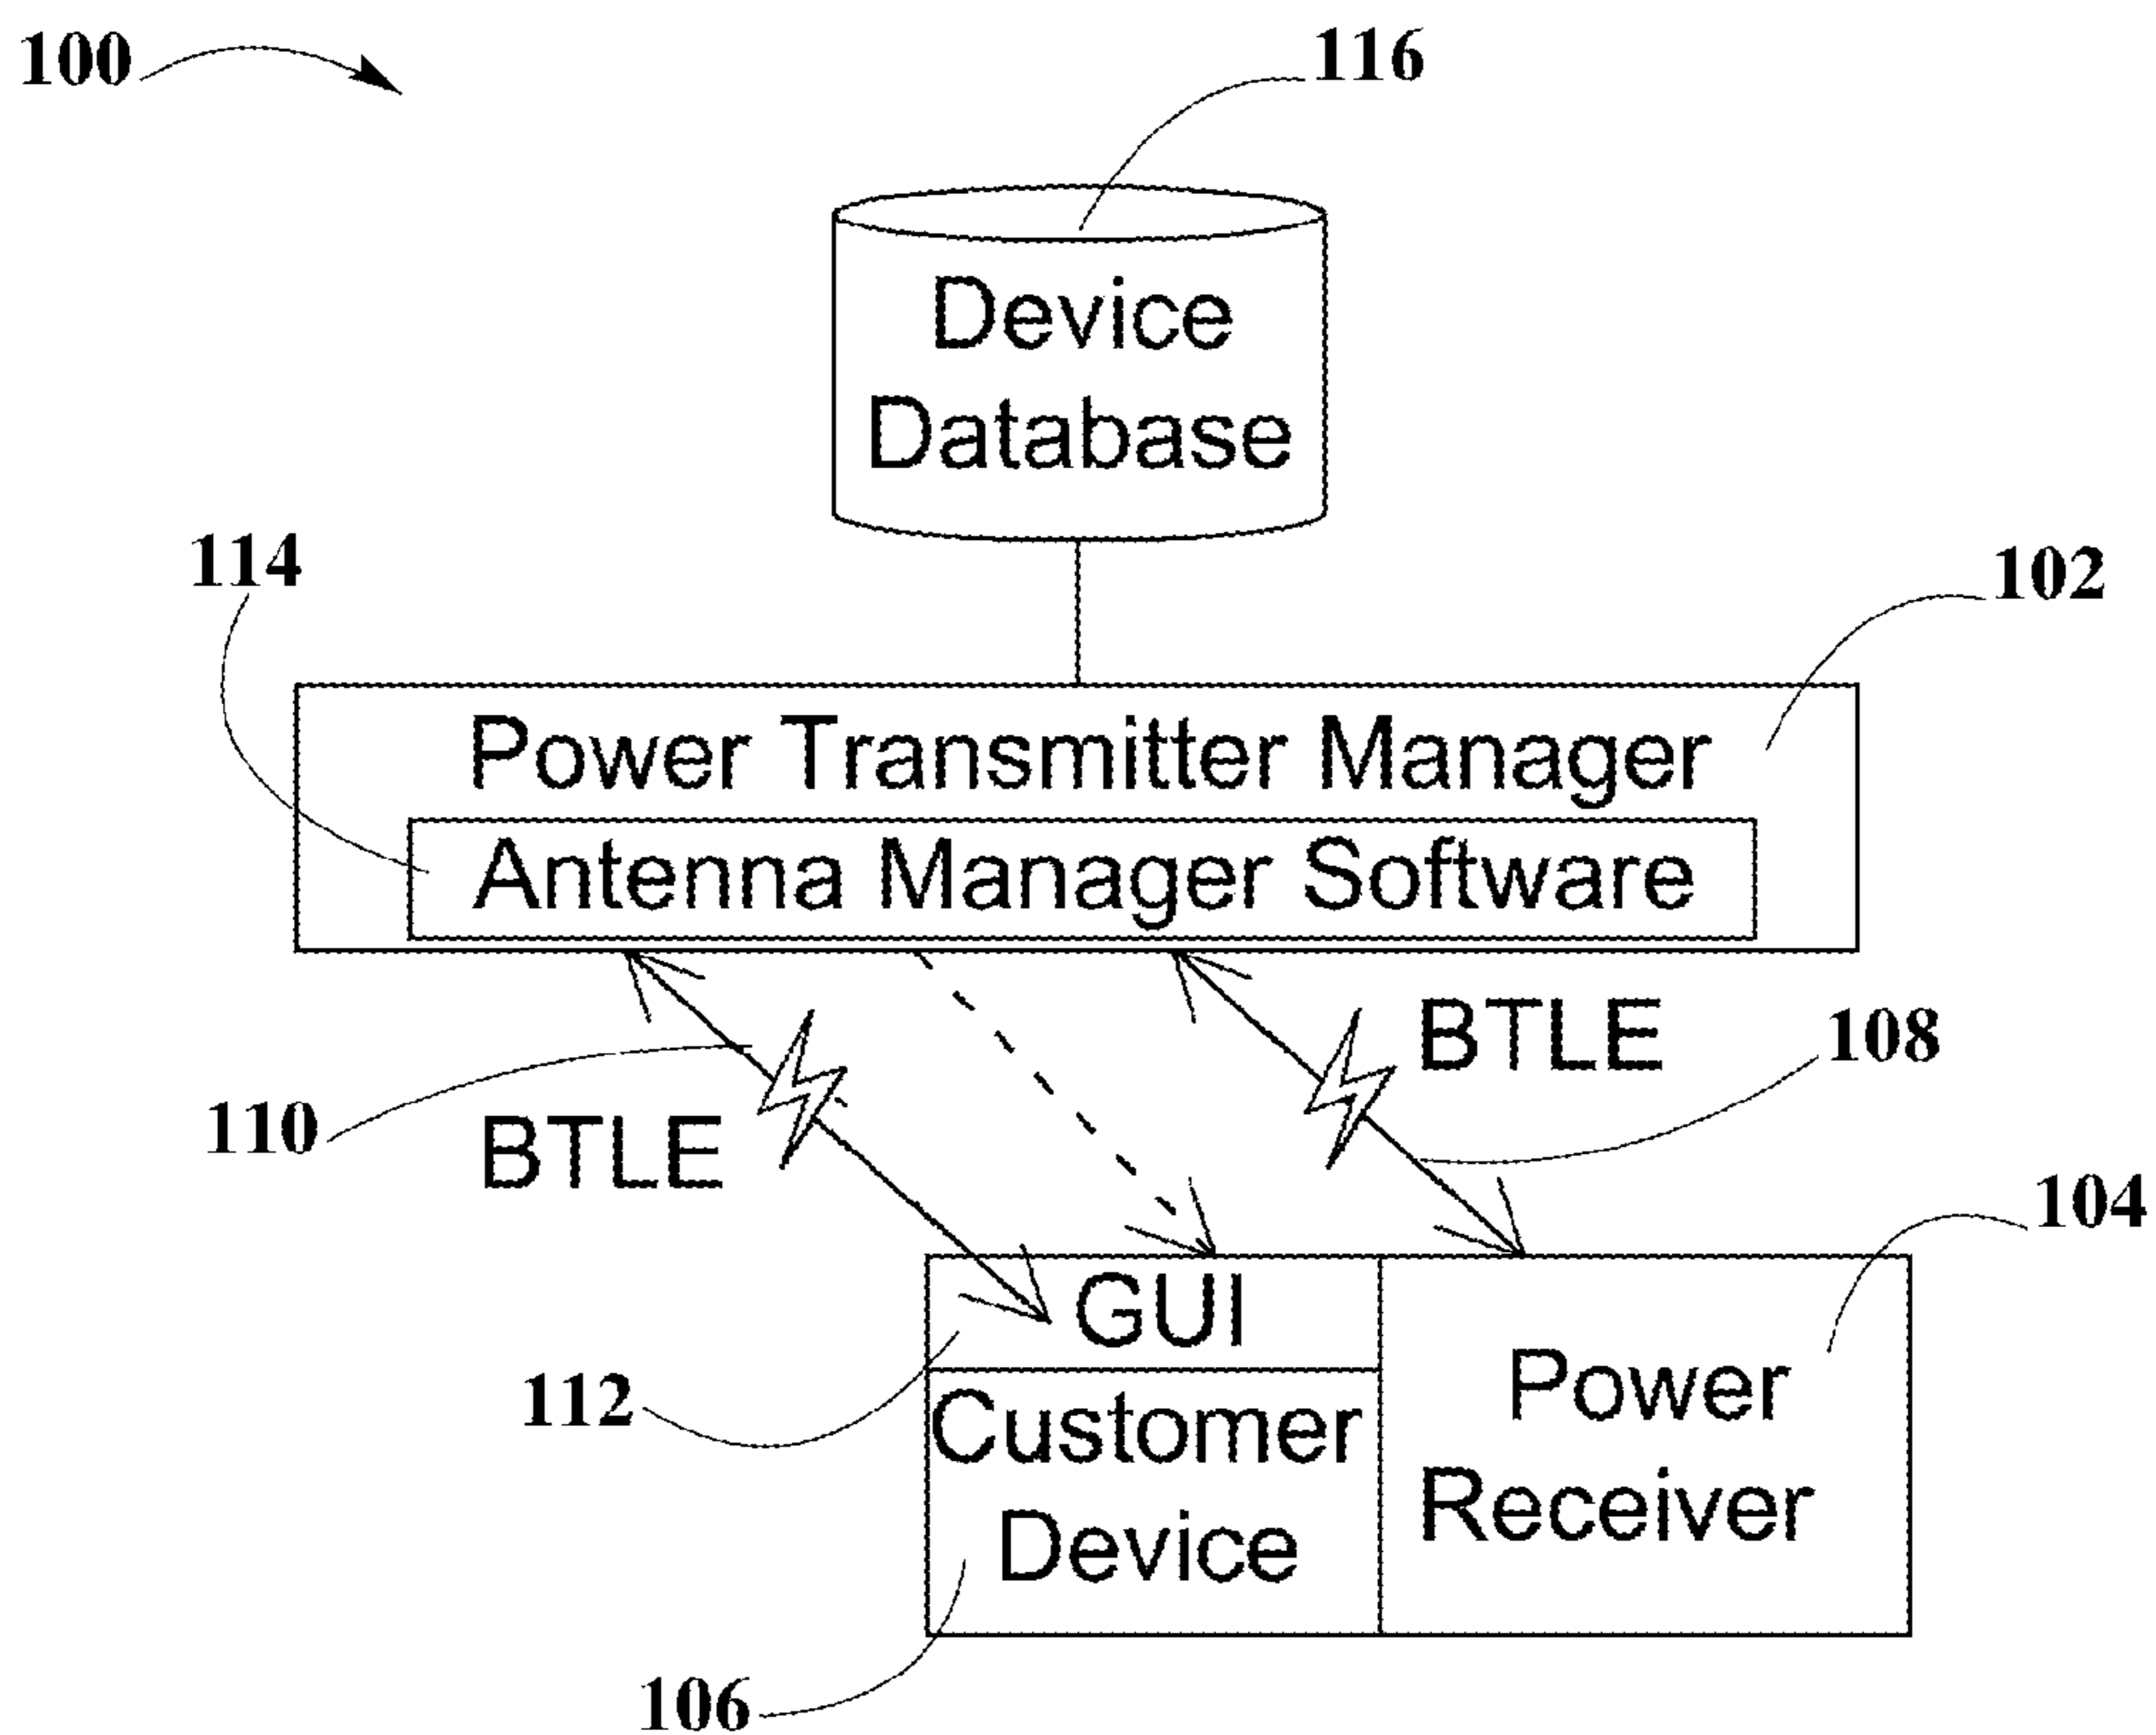 100
116
Device
Database
114
102
Power Transmitter Manager
Antenna Manager Software
BTLE
108
110
BTLE
104
GUI
Power
112
Customer
Receiver
Device
106